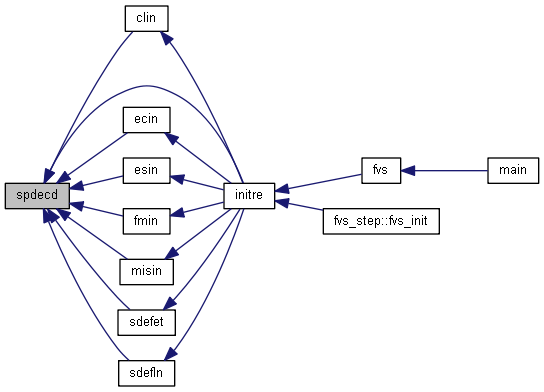 clin
ecin
esin
fvs
main
spdecd
initre
fmin
fvs_step::fvs_init
misin
sdefet
sdefln